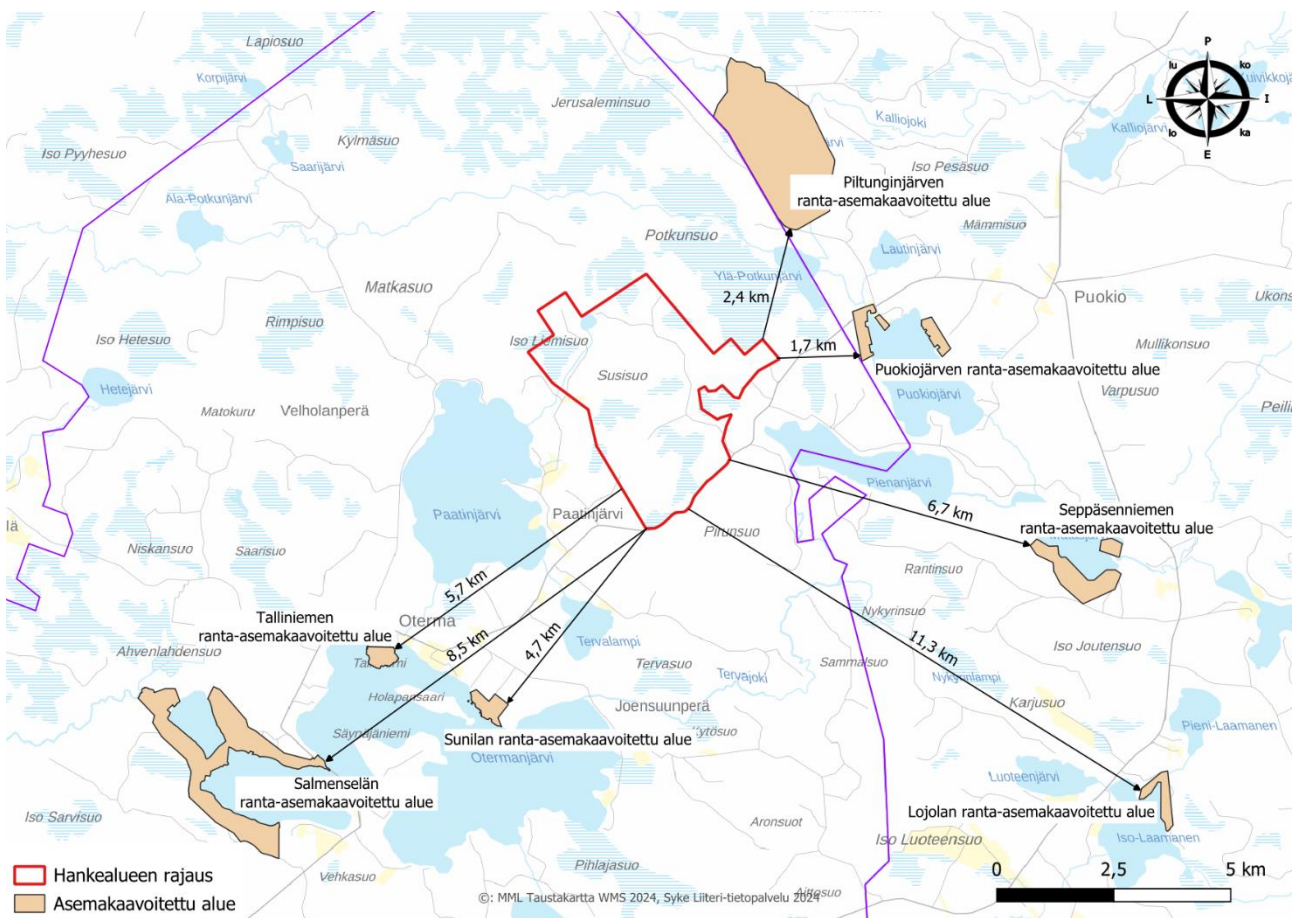 Lapiosuo
Korpijärvi
Jerusaleminsuo
Kylmäsuo
Iso Pyyhesuo
Saarijärvi
Ala-Potkunjärvi
Kalliojoki
Kalliojärvi
P
lu
ko
L
I
lo
ka
E
Iso Pesäsuo
Piltunginjärven
ranta-asemakaavoitettu alue
Mämmisuo
Potkunsuo
Lautinjärvi
Ylä-Potkunjärvi
Matkasuo
2,4 km
Puokio
Rimpisuo
Iso Hetesuo
Iso Liemisuo
1,7 km
Mullikonsuo
Puokiojärven ranta-asemakaavoitettu alue
Susisuo
Hetejärvi
Matokuru
Velholanperä
Puokiojärvi
Varpusuo
Pienanjärvi
6,7 km
Seppäsenniemen
ranta-asemakaavoitettu alue
Paatinjärvi
Paatinjärvi
Pirunsuo
Niskansuo
Saarisuo
Rantinsuo
5,7 km
8,5 km
4,7 km
11,3 km
Nykyrinsuo
Talliniemen
ranta-asemakaavoitettu alue
Oterma
Tervalampi
Ahvenlahdensuo
Iso Joutensuo
Tervasuo
Sammalsuo
Tervajoki
Nykyrinlampi
Holapansaari
Karjusuo
Joensuunperä
Säynäjäniemi
Pieni-Laamanen
Sunilan ranta-asemakaavoitettu alue
Otermanjärvi
Luoteenjärvi
Salmenselän
ranta-asemakaavoitettu alue
Lojolan ranta-asemakaavoitettu alue
Iso Sarvisuo
Aronsuot
Iso Luoteensuo
Iso-Laamanen
Pihlajasuo
Vehkasuo
0
2,5
5 km
Hankealueen rajaus
Asemakaavoitettu alue
©: MML Taustakartta WMS 2024, Syke Liiteri-tietopalvelu 2024